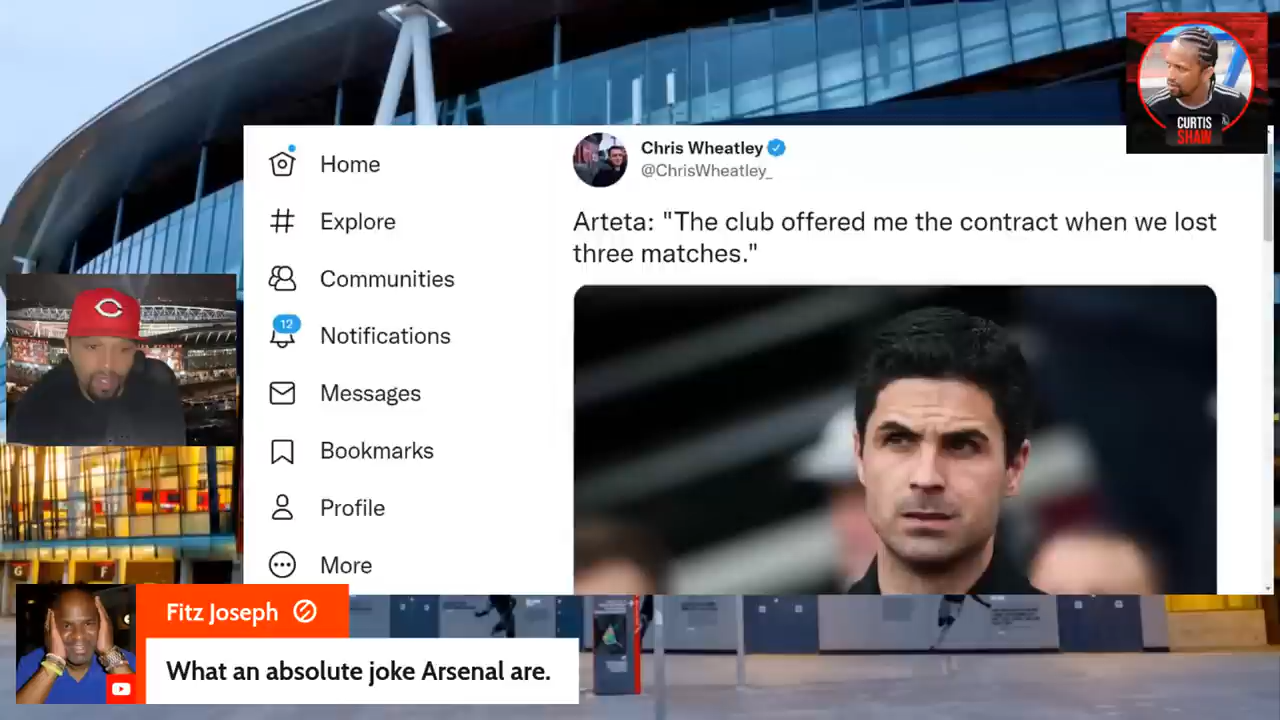 CURTIS
SHAW
Home
Explore
Communities
12
Notifications
Messages
Bookmarks
Profile
More
Chris Wheatley
@ChrisWheatley_
Arteta: "The club offered me the contract when we lost
three matches."
G
F
C
Fitz Joseph
What an absolute joke Arsenal are.